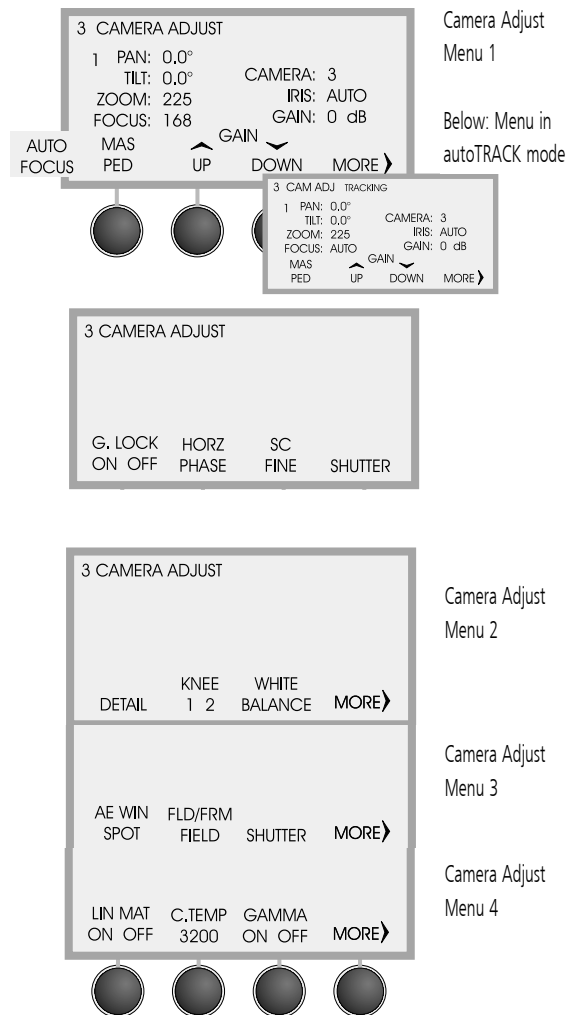 3 CAMERA ADJUST
1 PAN: 0.0°
TILT: 0.0°
ZOOM: 225
FOCUS: 168
CAMERA: 3
IRIS: AUTO
GAIN: 0 dB
AUTO FOCUS
MAS PED
GAIN
UP
DOWN
MORE
Camera Adjust
Menu 1
Below: Menu in
autoTRACK mode
3 CAM ADJ TRACKING
1 PAN: 0.0°
TILT: 0.0°
ZOOM: 225
FOCUS: AUTO
CAMERA: 3
IRIS: AUTO
GAIN: 0 dB
MAS PED
GAIN
UP
DOWN
MORE
3 CAMERA ADJUST
G. LOCK HORZ SC
ON OFF PHASE FINE SHUTTER
3 CAMERA ADJUST
KNEE WHITE
DETAIL 1 2 BALANCE MORE
Camera Adjust
Menu 2
AE WIN FLD/FRM
SPOT FIELD SHUTTER MORE
Camera Adjust
Menu 3
LIN MAT C.TEMP GAMMA
ON OFF 3200 ON OFF MORE
Camera Adjust
Menu 4